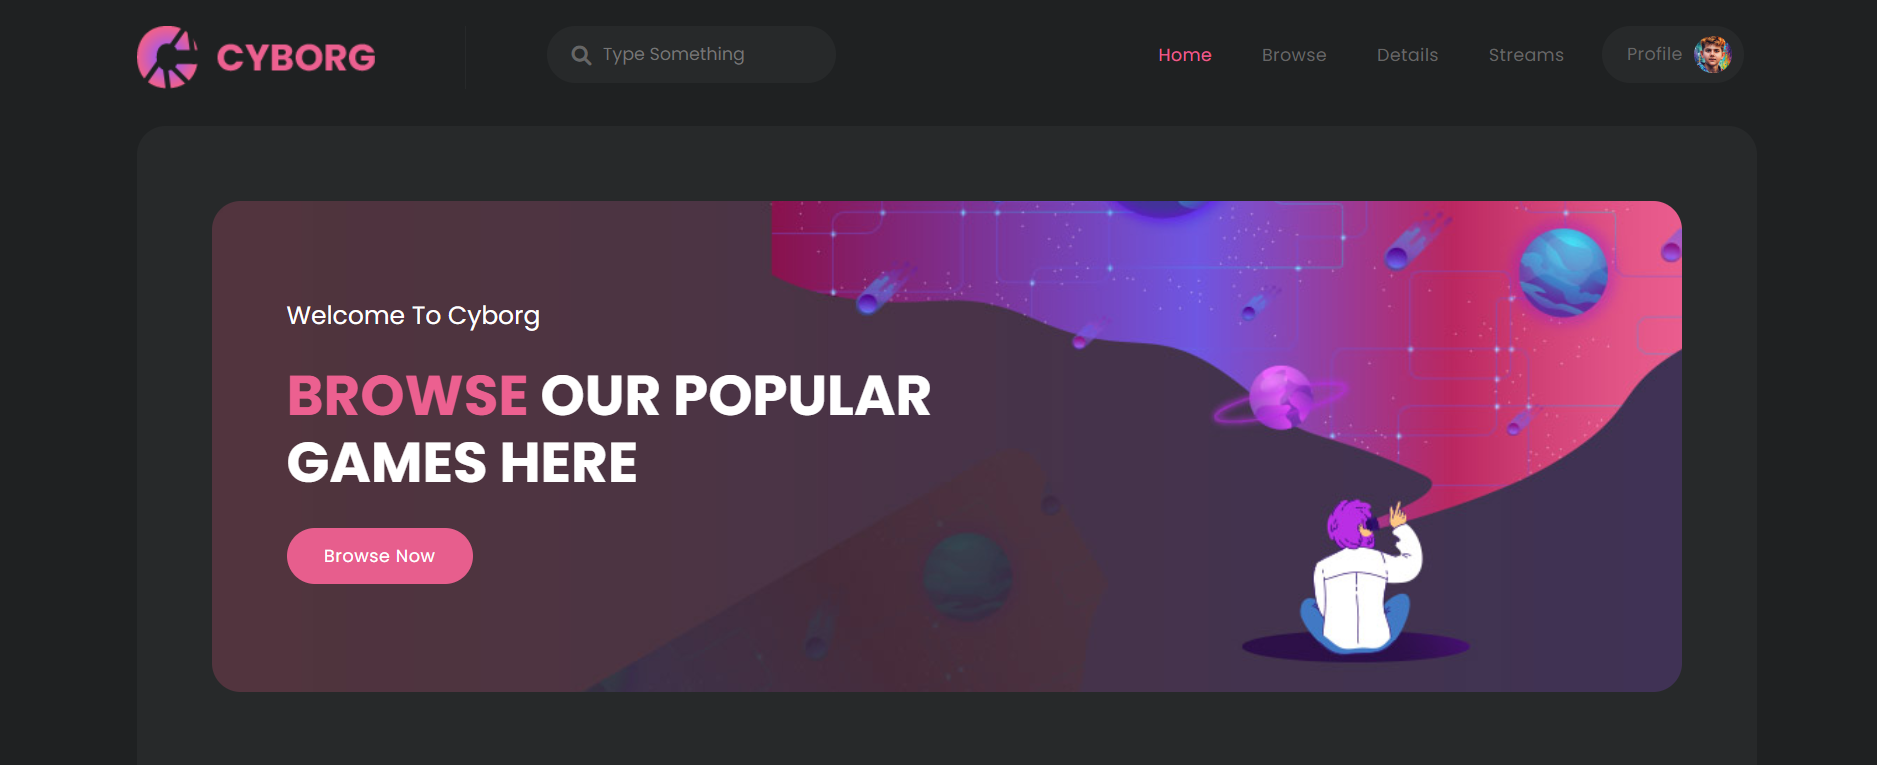 CYBORG
Type Something
Home
Browse
Details
Streams
Profile
Welcome To Cyborg
BROWSE OUR POPULAR
GAMES HERE
Browse Now